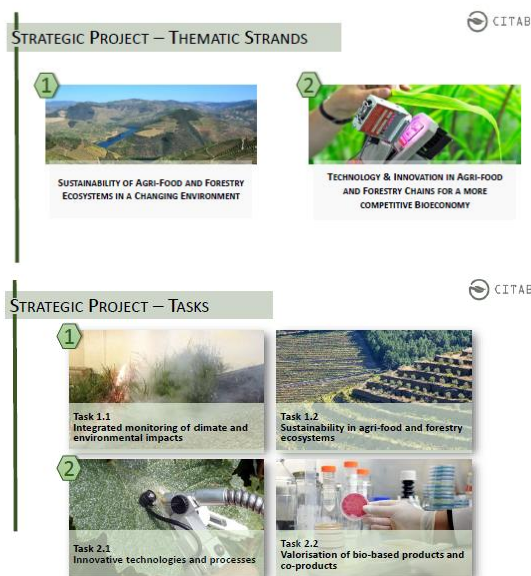 CITAB
STRATEGIC PROJECT – THEMATIC STRANDS
1
2
SUSTAINABILITY OF AGRI-FOOD AND FORESTRY
ECOSYSTEMS IN A CHANGING ENVIRONMENT
TECHNOLOGY & INNOVATION IN AGRI-FOOD
AND FORESTRY CHAINS FOR A MORE
COMPETITIVE BIOECONOMY
CITAB
STRATEGIC PROJECT – TASKS
1
Task 1.1
Integrated monitoring of climate and
environmental impacts
Task 1.2
Sustainability in agri-food and forestry
ecosystems
2
Task 2.1
Innovative technologies and processes
Task 2.2
Valorisation of bio-based products and
co-products